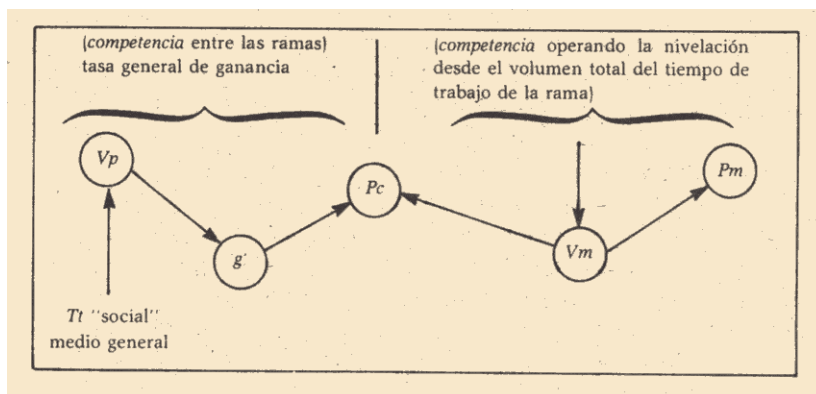 (competencia entre las ramas)
tasa general de ganancia
(competencia operando la nivelación
desde el volumen total del tiempo de
trabajo de la rama)
Vp
Pc
Pm
g'
Vm
Tt "social"
medio general